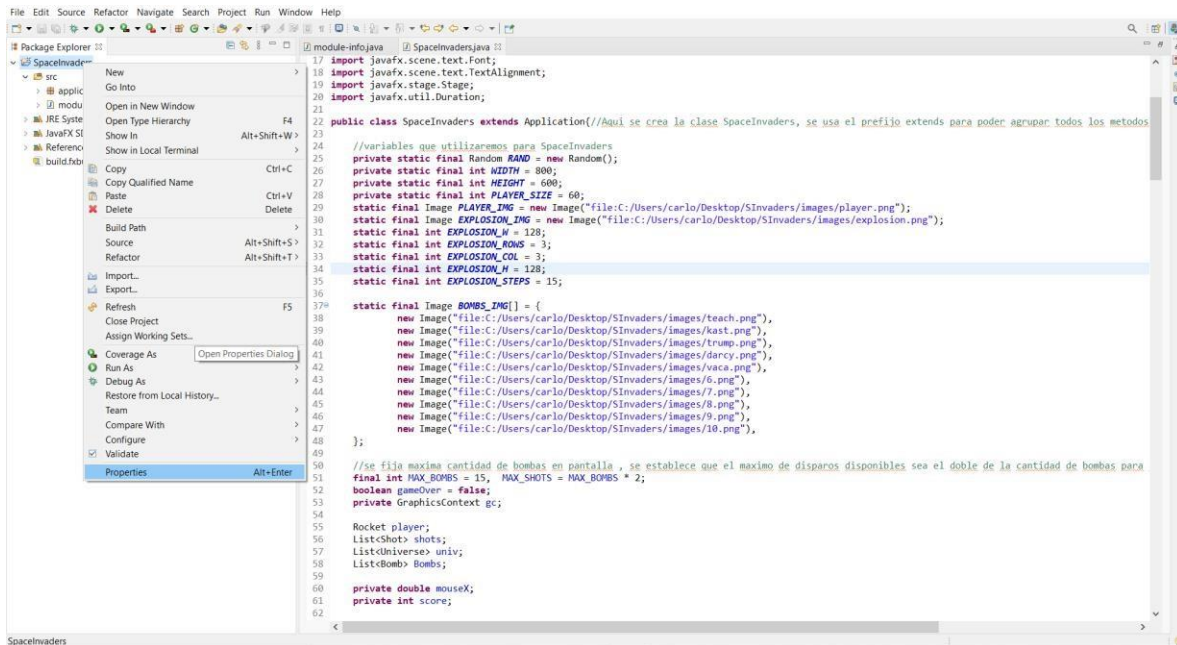 File Edit Source Refactor Navigate Search Project Run Window Help
Package Explorer
SpaceInvaders
src
applic
modu
JRE Syste
JavaFX SI
Referenc
build.fxbu
New
Go Into
Open in New Window
Open Type Hierarchy F4
Show In Alt+Shift+W >
Show in Local Terminal
Copy Ctrl+C
Copy Qualified Name
Paste Ctrl+V
Delete Delete
Build Path
Source Alt+Shift+S >
Refactor Alt+Shift+T >
Import...
Export...
Refresh F5
Close Project
Assign Working Sets...
Coverage As
Open Properties Dialog
Run As
Debug As
Restore from Local History...
Team
Compare With
Configure
Validate
Properties Alt+Enter
module-info.java SpaceInvaders.java
17 import javafx.scene.text.Font;
18 import javafx.scene.text.TextAlignment;
19 import javafx.stage.Stage;
20 import javafx.util.Duration;
21
22 public class SpaceInvaders extends Application{//Aqui se crea la clase SpaceInvaders, se usa el prefijo extends para poder agrupar todos los metodos
23
24 //variables que utilizaremos para SpaceInvaders
25 private static final Random RAND = new Random();
26 private static final int WIDTH = 800;
27 private static final int HEIGHT = 600;
28 private static final int PLAYER_SIZE = 60;
29 static final Image PLAYER_IMG = new Image("file:C:/Users/carlo/Desktop/SInvaders/images/player.png");
30 static final Image EXPLOSION_IMG = new Image("file:C:/Users/carlo/Desktop/SInvaders/images/explosion.png");
31 static final int EXPLOSION_W = 128;
32 static final int EXPLOSION_ROWS = 3;
33 static final int EXPLOSION_COL = 3;
34 static final int EXPLOSION_H = 128;
35 static final int EXPLOSION_STEPS = 15;
36
37 static final Image BOMBS_IMG[] = {
38 new Image("file:C:/Users/carlo/Desktop/SInvaders/images/teach.png"),
39 new Image("file:C:/Users/carlo/Desktop/SInvaders/images/kast.png"),
40 new Image("file:C:/Users/carlo/Desktop/SInvaders/images/trump.png"),
41 new Image("file:C:/Users/carlo/Desktop/SInvaders/images/darcy.png"),
42 new Image("file:C:/Users/carlo/Desktop/SInvaders/images/vaca.png"),
43 new Image("file:C:/Users/carlo/Desktop/SInvaders/images/6.png"),
44 new Image("file:C:/Users/carlo/Desktop/SInvaders/images/7.png"),
45 new Image("file:C:/Users/carlo/Desktop/SInvaders/images/8.png"),
46 new Image("file:C:/Users/carlo/Desktop/SInvaders/images/9.png"),
47 new Image("file:C:/Users/carlo/Desktop/SInvaders/images/10.png"),
48 };
49
50 //se fija maxima cantidad de bombas en pantalla , se establece que el maximo de disparos disponibles sea el doble de la cantidad de bombas para
51 final int MAX_BOMBS = 15, MAX_SHOTS = MAX_BOMBS * 2;
52 boolean gameOver = false;
53 private GraphicsContext gc;
54
55 Rocket player;
56 List<Shot> shots;
57 List<Universe> univ;
58 List<Bomb> Bombs;
59
60 private double mouseX;
61 private int score;
62
SpaceInvaders